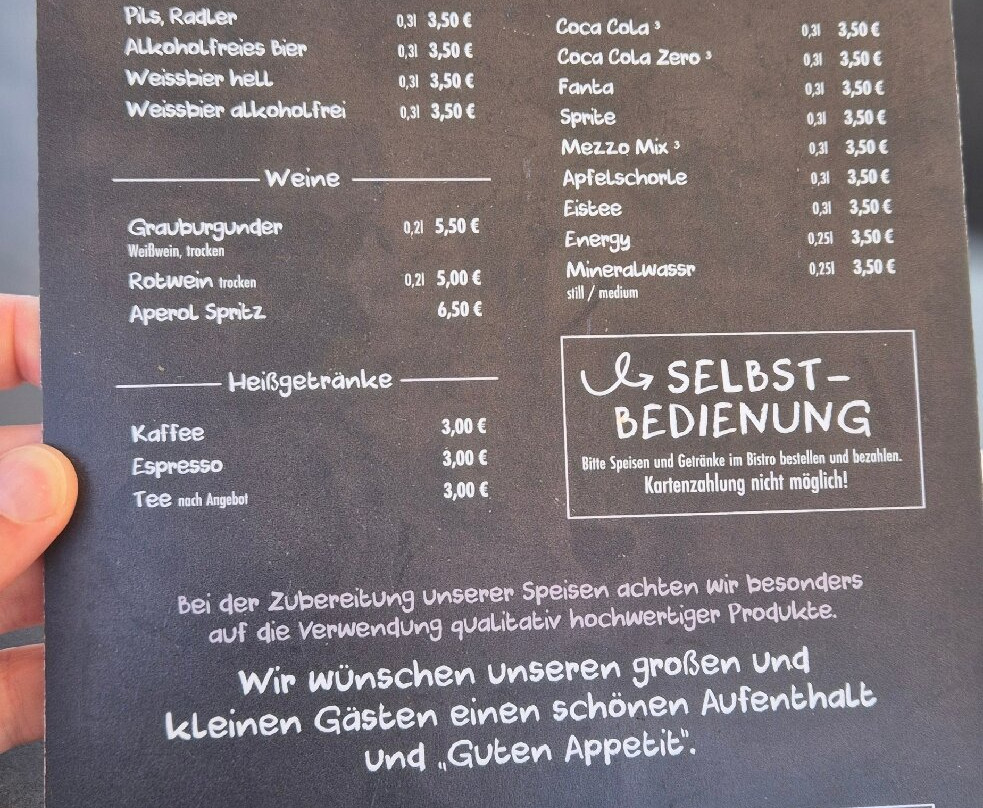 Pils, Radler 0,3l 3,50 €
Alkoholfreies Bier 0,3l 3,50 €
Weissbier hell 0,3l 3,50 €
Weissbier alkoholfrei 0,3l 3,50 €
Weine
Grauburgunder 0,2l 5,50 €
Weißwein, trocken
Rotwein trocken 0,2l 5,00 €
Aperol Spritz 6,50 €
Heißgetränke
Kaffee 3,00 €
Espresso 3,00 €
Tee nach Angebot 3,00 €
Coca Cola ³ 0,3l 3,50 €
Coca Cola Zero ³ 0,3l 3,50 €
Fanta 0,3l 3,50 €
Sprite 0,3l 3,50 €
Mezzo Mix ³ 0,3l 3,50 €
Apfelschorle 0,3l 3,50 €
Eistee 0,3l 3,50 €
Energy 0,25l 3,50 €
Mineralwassr 0,25l 3,50 €
still / medium
SELBST-
BEDIENUNG
Bitte Speisen und Getränke im Bistro bestellen und bezahlen.
Kartenzahlung nicht möglich!
Bei der Zubereitung unserer Speisen achten wir besonders
auf die Verwendung qualitativ hochwertiger Produkte.
Wir wünschen unseren großen und
kleinen Gästen einen schönen Aufenthalt
und „Guten Appetit".